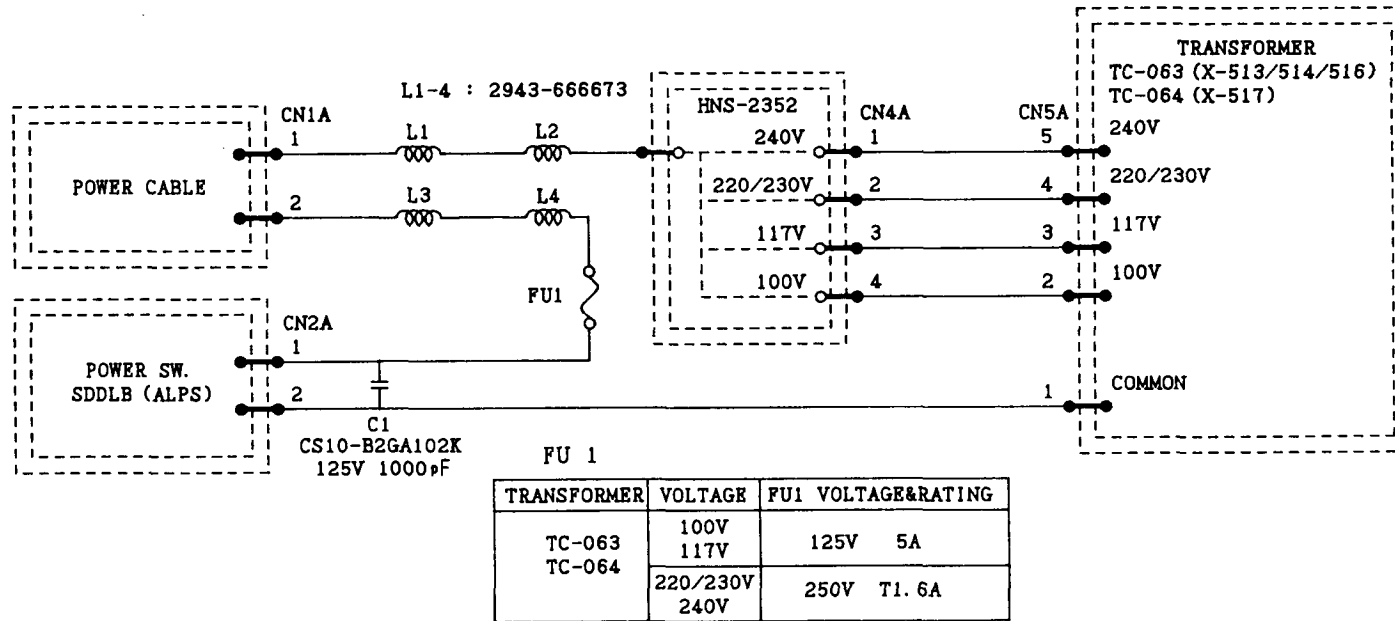 TRANSFORMER
TC-063 (X-513/514/516)
TC-064 (X-517)
L1-4 : 2943-666673
HNS-2352
CN1A
CN4A
CN5A
1
L1
L2
240V
1
5
240V
POWER CABLE
220/230V
2
4
220/230V
2
L3
L4
117V
3
3
117V
100V
4
2
100V
FU1
CN2A
1
POWER SW.
SDDLB (ALPS)
2
1
COMMON
C1
CS10-B2GA102K
125V 1000pF
FU 1
TRANSFORMER VOLTAGE FU1 VOLTAGE&RATING
TC-063
TC-064
100V
117V
125V 5A
220/230V
240V
250V T1.6A